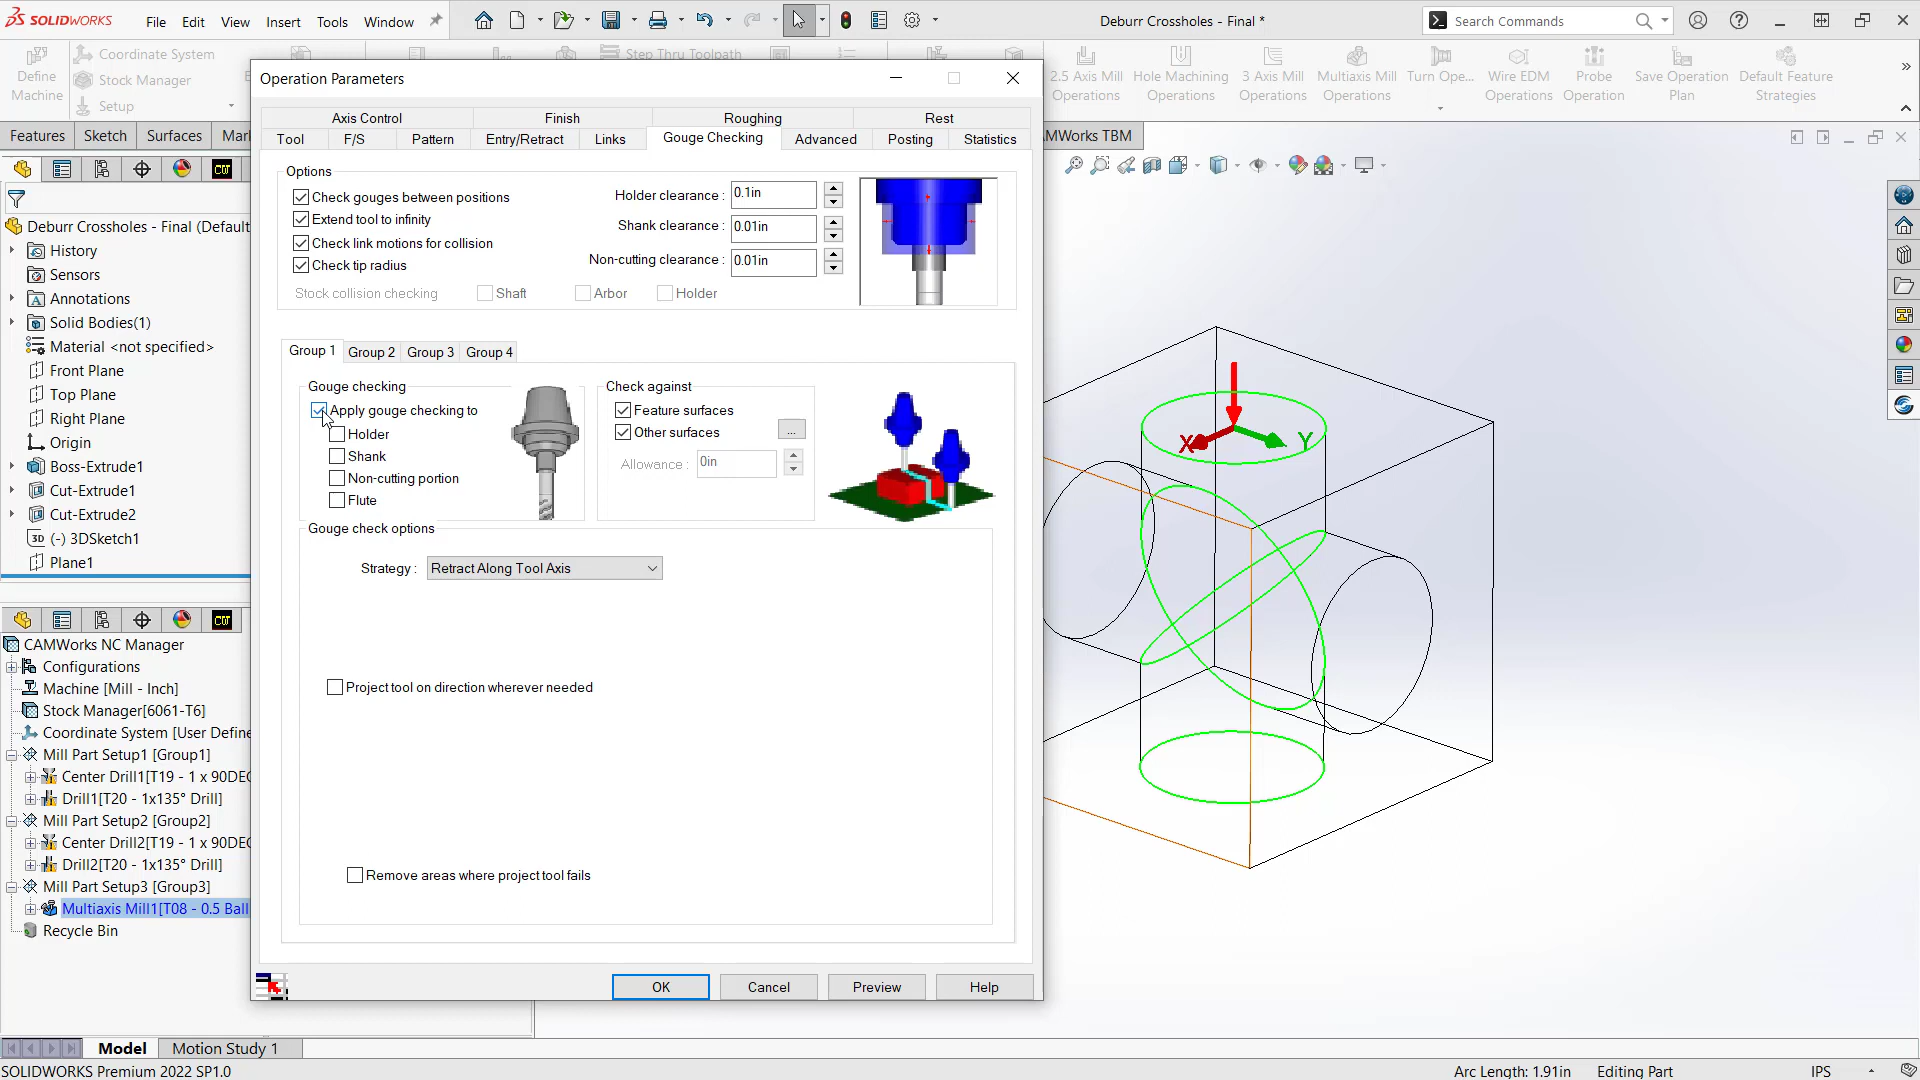 SOLIDWORKS File Edit View Insert Tools Window Deburr Crossholes - Final * Search Commands
Define Machine
Coordinate System
Stock Manager
Setup
Step Thru Toolpath
2.5 Axis Mill Operations
Hole Machining Operations
3 Axis Mill Operations
Multiaxis Mill Operations
Turn Ope...
Wire EDM Operations
Probe Operation
Save Operation Plan
Default Feature Strategies
Features Sketch Surfaces Mar
AMWorks TBM
Deburr Crossholes - Final (Default
History
Sensors
Annotations
Solid Bodies(1)
Material <not specified>
Front Plane
Top Plane
Right Plane
Origin
Boss-Extrude1
Cut-Extrude1
Cut-Extrude2
3D (-) 3DSketch1
Plane1
CAMWorks NC Manager
Configurations
Machine [Mill - Inch]
Stock Manager[6061-T6]
Coordinate System [User Define
Mill Part Setup1 [Group1]
Center Drill1[T19 - 1 x 90DEG
Drill1[T20 - 1x135° Drill]
Mill Part Setup2 [Group2]
Center Drill2[T19 - 1 x 90DEG
Drill2[T20 - 1x135° Drill]
Mill Part Setup3 [Group3]
Multiaxis Mill1[T08 - 0.5 Ball
Recycle Bin
Operation Parameters
Axis Control Finish Roughing Rest
Tool F/S Pattern Entry/Retract Links Gouge Checking Advanced Posting Statistics
Options
Check gouges between positions
Extend tool to infinity
Check link motions for collision
Check tip radius
Holder clearance : 0.1in
Shank clearance : 0.01in
Non-cutting clearance : 0.01in
Stock collision checking Shaft Arbor Holder
Group 1 Group 2 Group 3 Group 4
Gouge checking
Apply gouge checking to
Holder
Shank
Non-cutting portion
Flute
Check against
Feature surfaces
Other surfaces ...
Allowance : 0in
Gouge check options
Strategy : Retract Along Tool Axis
Project tool on direction wherever needed
Remove areas where project tool fails
OK Cancel Preview Help
X Y
Model Motion Study 1
SOLIDWORKS Premium 2022 SP1.0 Arc Length: 1.91in Editing Part IPS